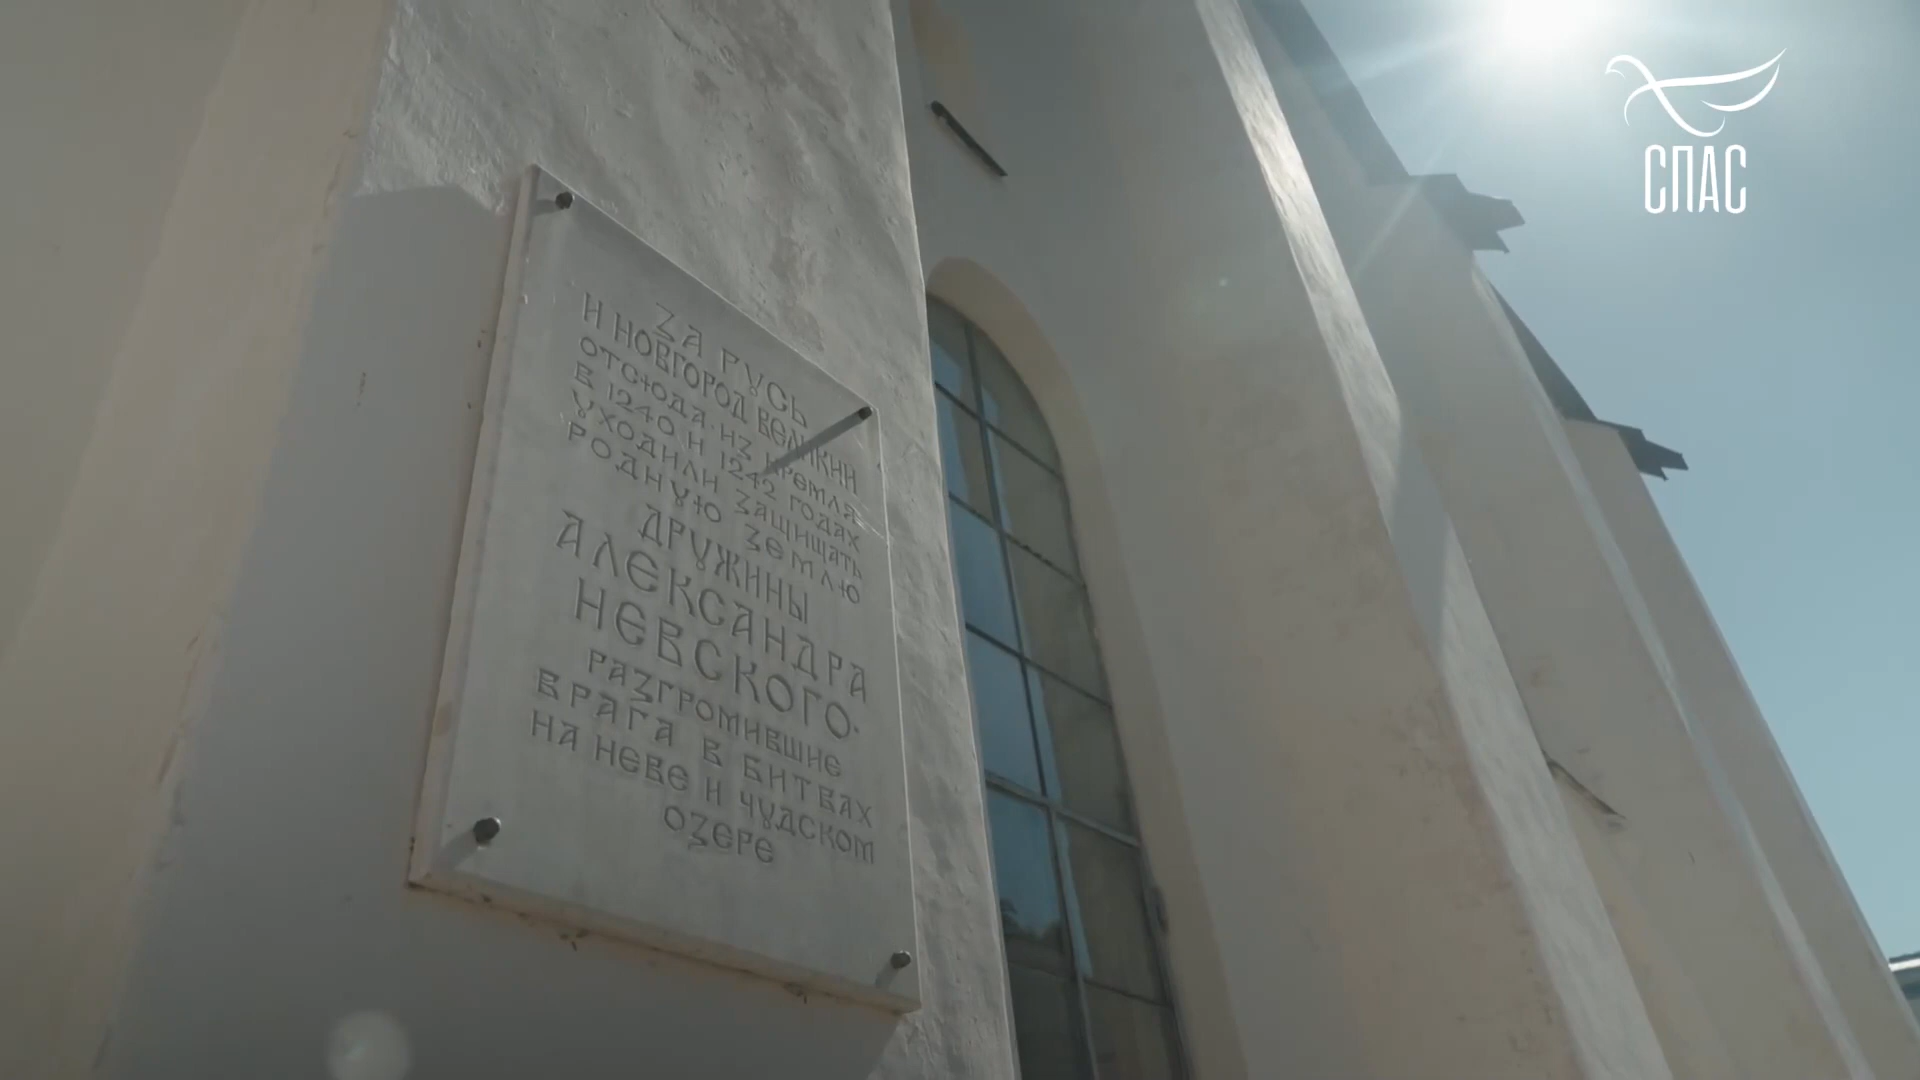 СПАС
ЗА РУСЬ
И НОВГОРОД ВЕЛИКИЙ
ОТСЮДА ИЗ КРЕМЛЯ
В 1240 И 1242 ГОДАХ
УХОДИЛИ ЗАЩИЩАТЬ
РОДНУЮ ЗЕМЛЮ
ДРУЖИНЫ
АЛЕКСАНДРА
НЕВСКОГО·
РАЗГРОМИВШИЕ
ВРАГА В БИТВАХ
НА НЕВЕ И ЧУДСКОМ
ОЗЕРЕ